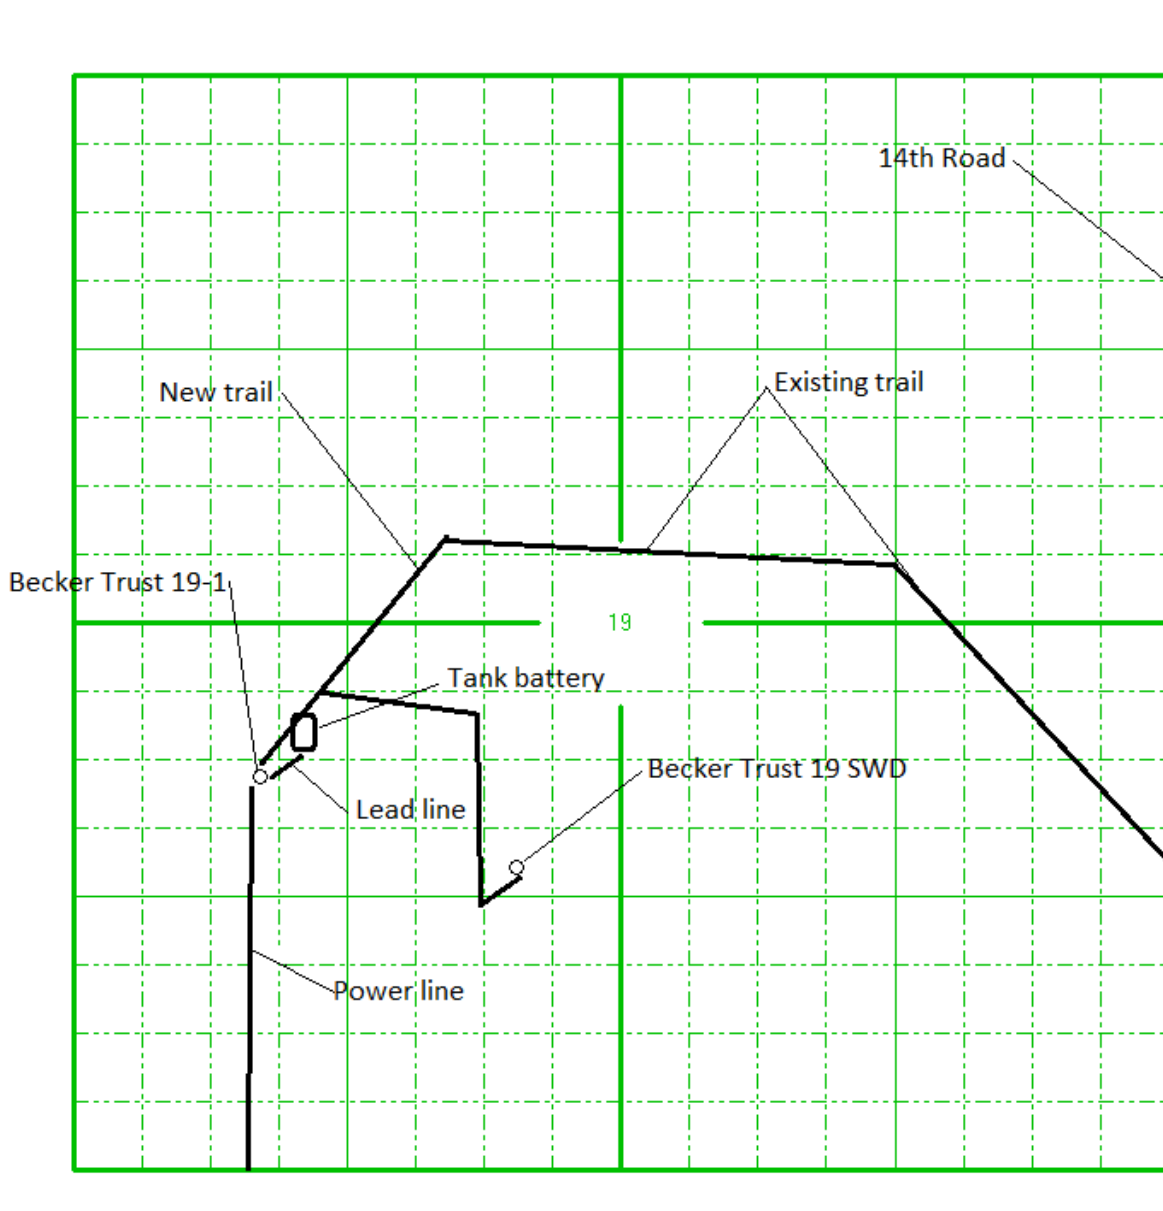 14th Road
New trail
Existing trail
Becker Trust 19-1
19
Tank battery
Becker Trust 19 SWD
Lead line
Power line